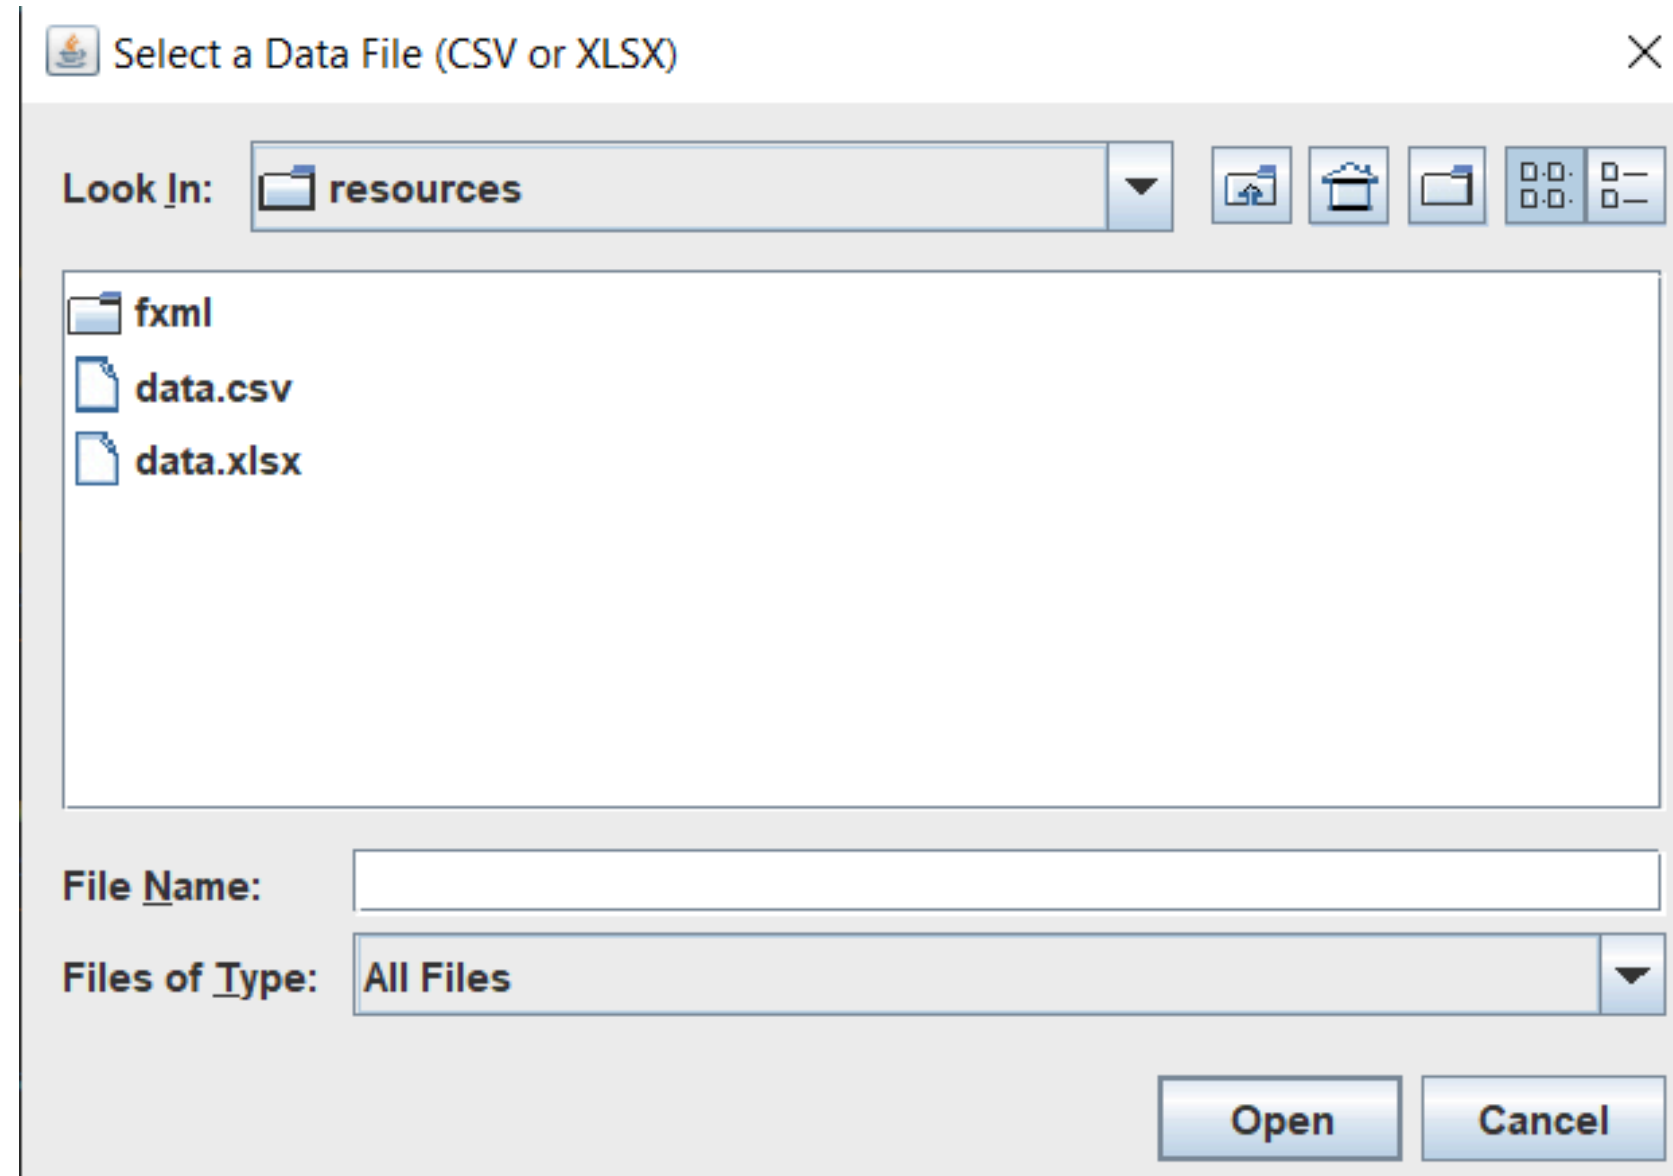 Select a Data File (CSV or XLSX)
Look In: resources
fxml
data.csv
data.xlsx
File Name:
Files of Type: All Files
Open Cancel